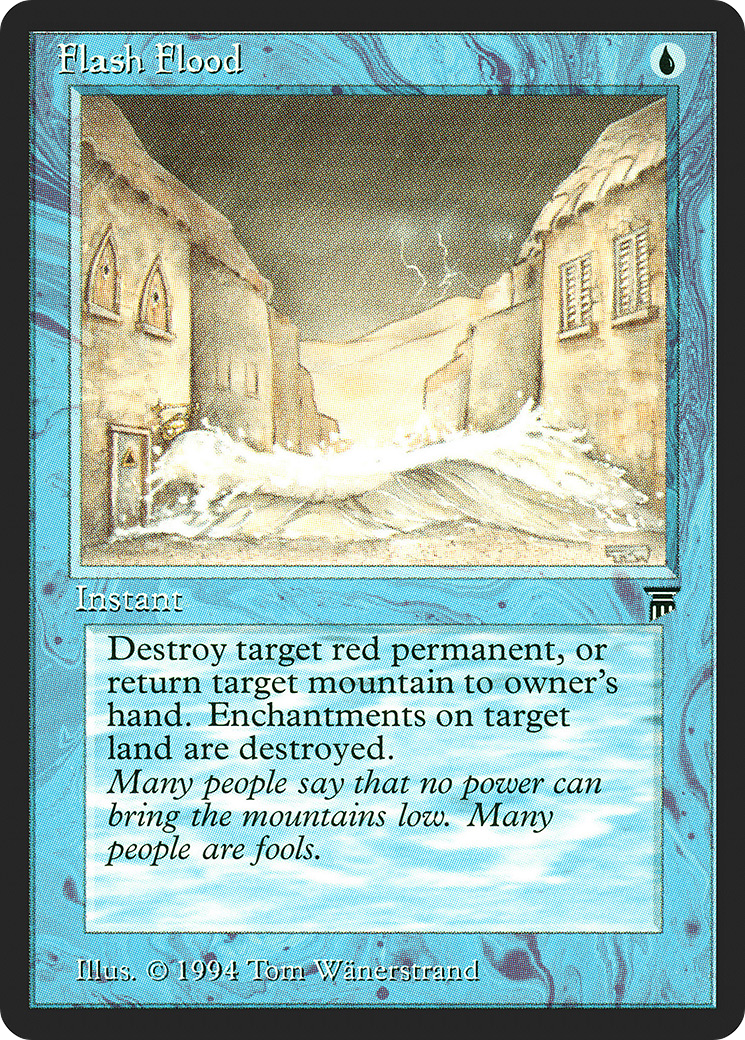 Flash Flood
Instant
Destroy target red permanent, or
return target mountain to owner's
hand. Enchantments on target
land are destroyed.
Many people say that no power can
bring the mountains low. Many
people are fools.
Illus. © 1994 Tom Wänerstrand